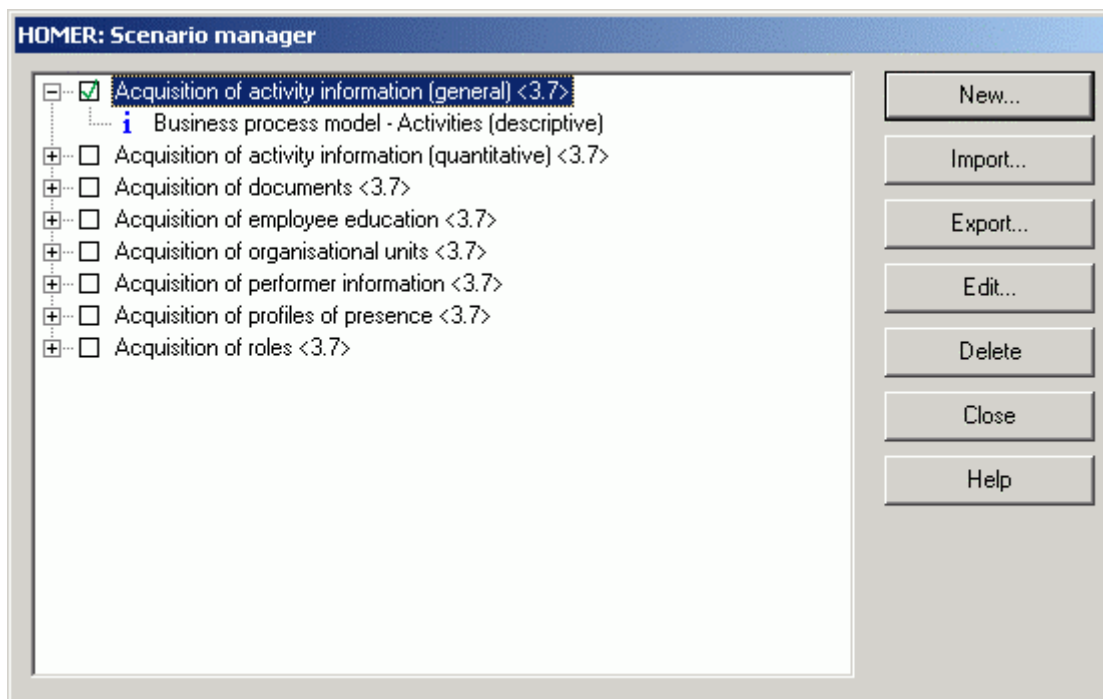 HOMER: Scenario manager
Acquisition of activity information (general) <3.7>
i Business process model - Activities (descriptive)
Acquisition of activity information (quantitative) <3.7>
Acquisition of documents <3.7>
Acquisition of employee education <3.7>
Acquisition of organisational units <3.7>
Acquisition of performer information <3.7>
Acquisition of profiles of presence <3.7>
Acquisition of roles <3.7>
New...
Import...
Export...
Edit...
Delete
Close
Help